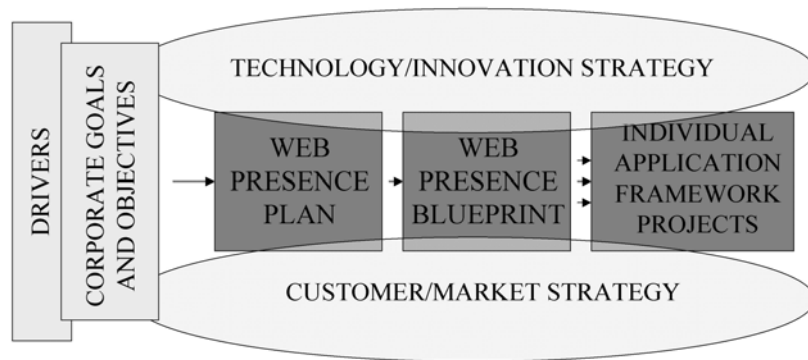 DRIVERS
CORPORATE GOALS
AND OBJECTIVES
TECHNOLOGY/INNOVATION STRATEGY
WEB
PRESENCE
PLAN
WEB
PRESENCE
BLUEPRINT
INDIVIDUAL
APPLICATION
FRAMEWORK
PROJECTS
CUSTOMER/MARKET STRATEGY